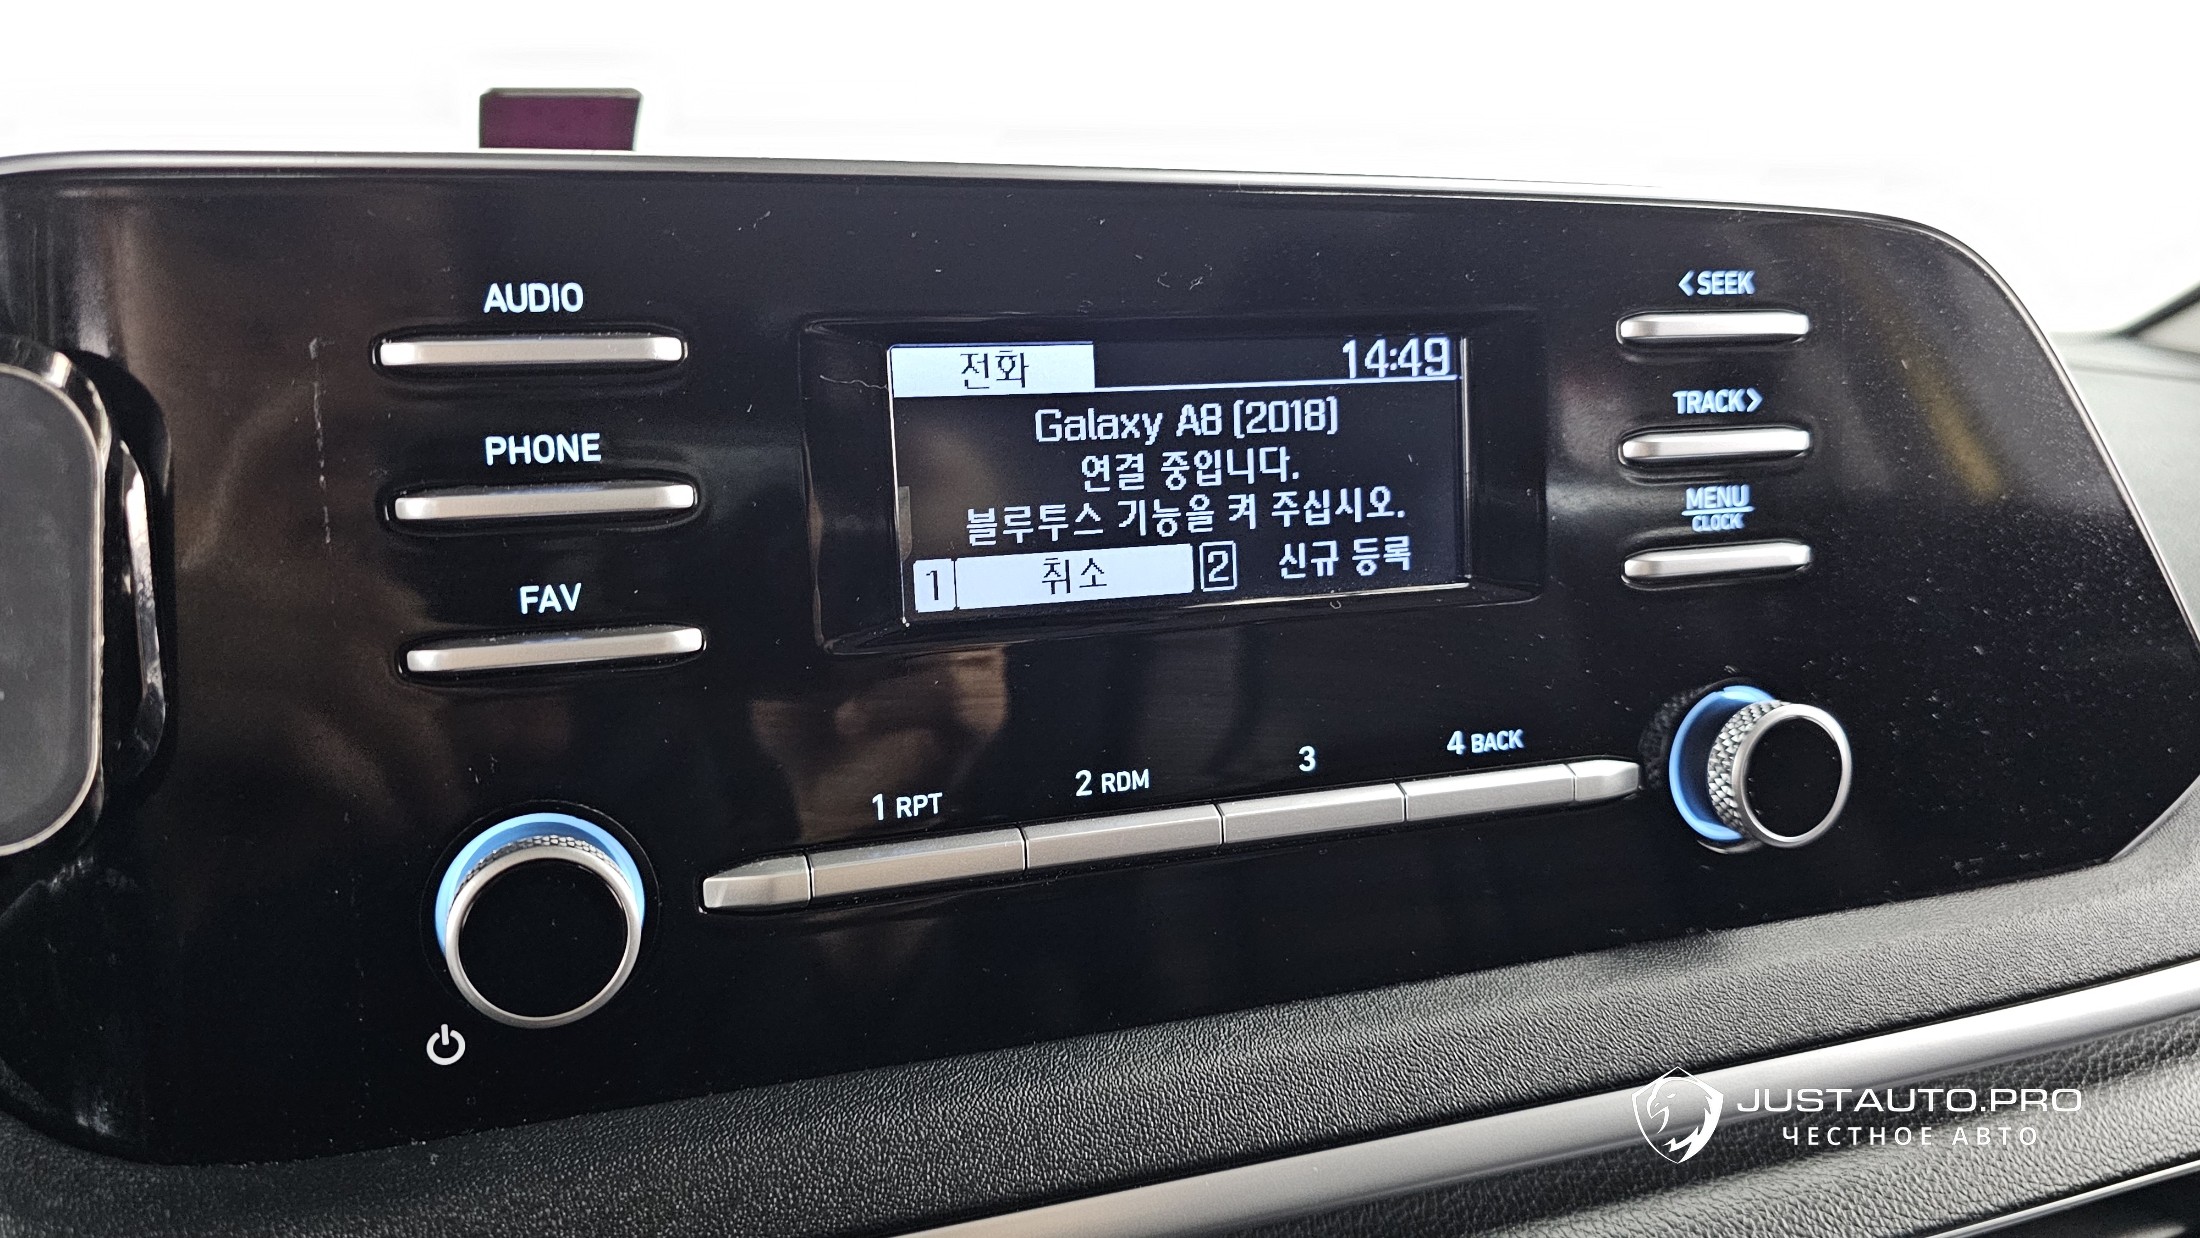 AUDIO
PHONE
FAV
전화 14:49
Galaxy A8 (2018)
연결 중입니다.
블루투스 기능을 켜 주십시오.
1 취소 2 신규 등록
<SEEK
TRACK>
MENU
CLOCK
1 RPT 2 RDM 3 4 BACK
JUSTAUTO.PRO
ЧЕСТНОЕ АВТО